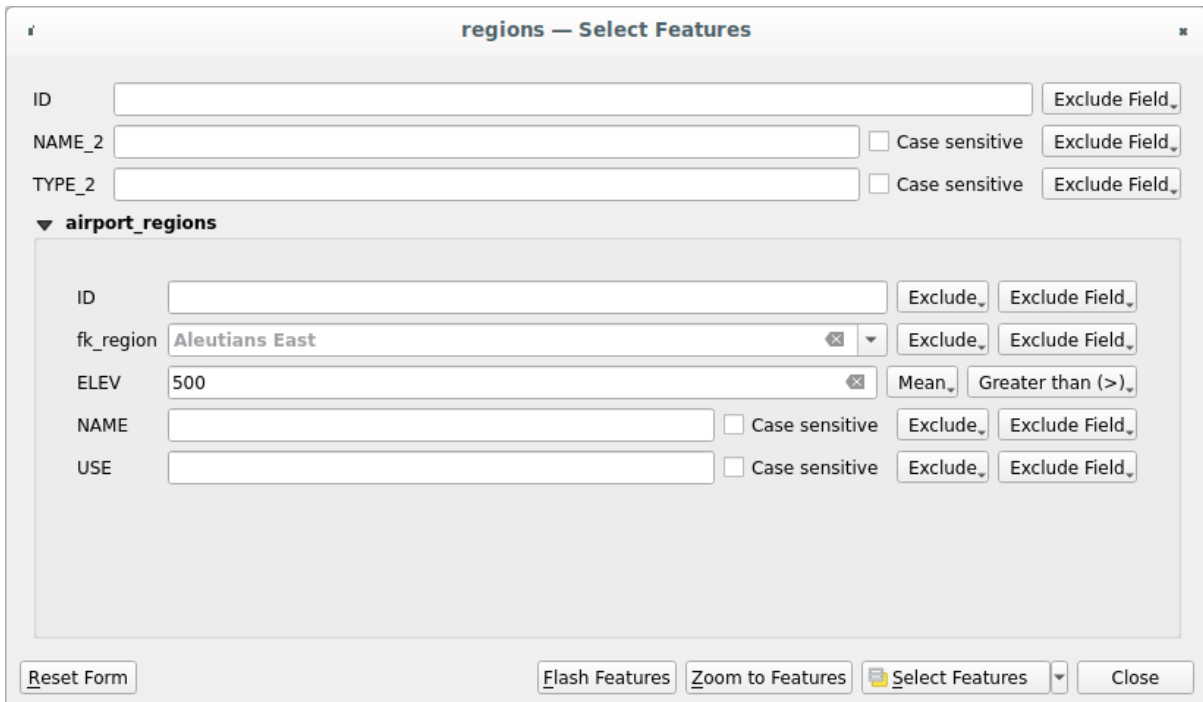 regions — Select Features
ID Exclude Field
NAME_2 Case sensitive Exclude Field
TYPE_2 Case sensitive Exclude Field
airport_regions
ID Exclude Exclude Field
fk_region Aleutians East Exclude Exclude Field
ELEV 500 Mean Greater than (>)
NAME Case sensitive Exclude Exclude Field
USE Case sensitive Exclude Exclude Field
Reset Form Flash Features Zoom to Features Select Features Close